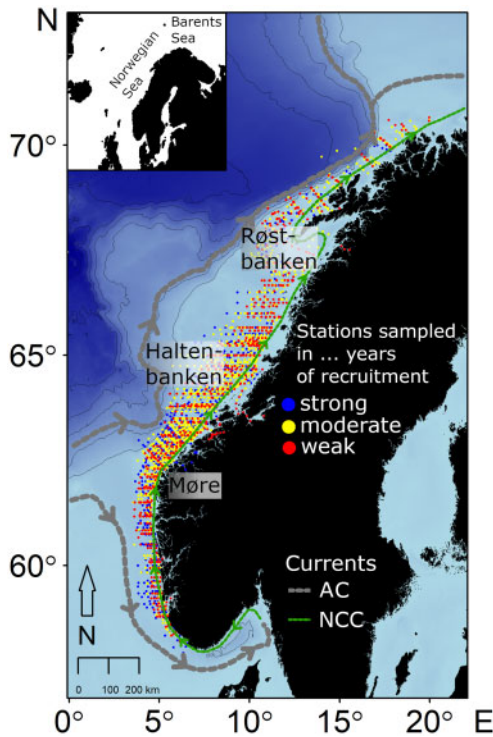 N
Barents
Sea
Norwegian
Sea
70°
Røst-
banken
Stations sampled
in ... years
of recruitment
65°
Halten-
banken
strong
moderate
weak
Møre
60°
Currents
AC
NCC
N
0 100 200 km
0° 5° 10° 15° 20° E